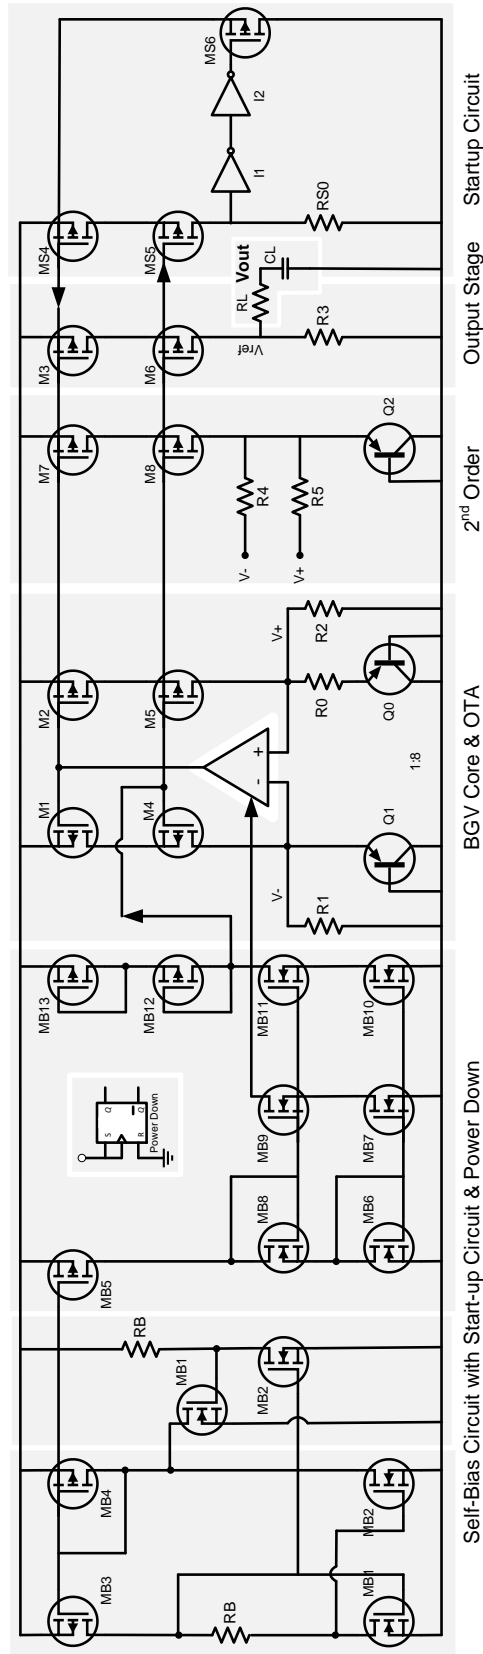 MB3
MB4
RB
MB1
MB2
RB
MB1
MB2
MB5
MB8
MB6
MB9
MB7
S
Q
R
Q
Power Down
MB13
MB12
MB11
MB10
M1
M4
M2
M5
-
+
V-
V+
R1
Q1
1:8
R0
Q0
R2
M7
M8
V-
R4
V+
R5
Q2
M3
M6
Vref
RL
Vout
CL
R3
MS4
MS5
RS0
I1
I2
MS6
Self-Bias Circuit with Start-up Circuit & Power Down
BGV Core & OTA
2nd Order
Output Stage
Startup Circuit